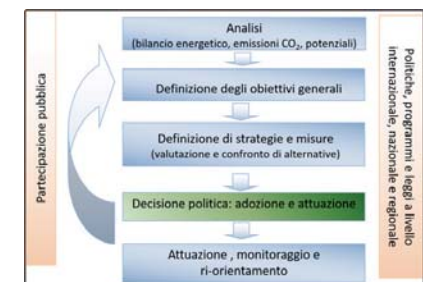 Partecipazione pubblica
Analisi
(bilancio energetico, emissioni CO₂, potenziali)
Definizione degli obiettivi generali
Definizione di strategie e misure
(valutazione e confronto di alternative)
Decisione politica: adozione e attuazione
Attuazione , monitoraggio e
ri-orientamento
Politiche, programmi e leggi a livello
internazionale, nazionale e regionale